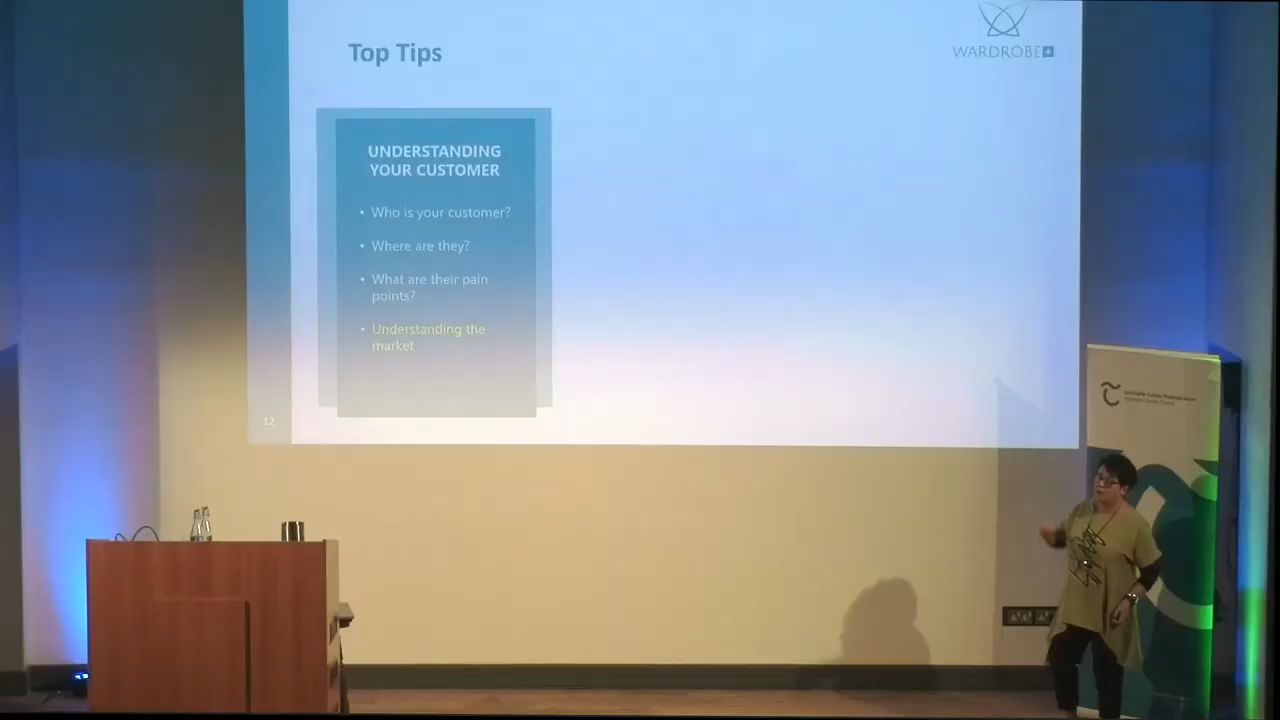 Top Tips
WARDROBE+
UNDERSTANDING
YOUR CUSTOMER
• Who is your customer?
• Where are they?
• What are their pain
points?
• Understanding the
market
12